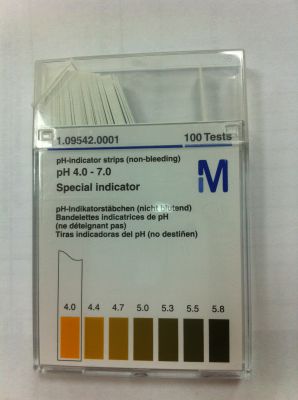 1.09542.0001 100 Tests
pH-indicator strips (non-bleeding)
pH 4.0 - 7.0
Special indicator
M
pH-Indikatorstäbchen (nicht blutend)
Bandelettes indicatrices de pH
(ne déteignant pas)
Tiras indicadoras del pH (no destiñen)
4.0 4.4 4.7 5.0 5.3 5.5 5.8